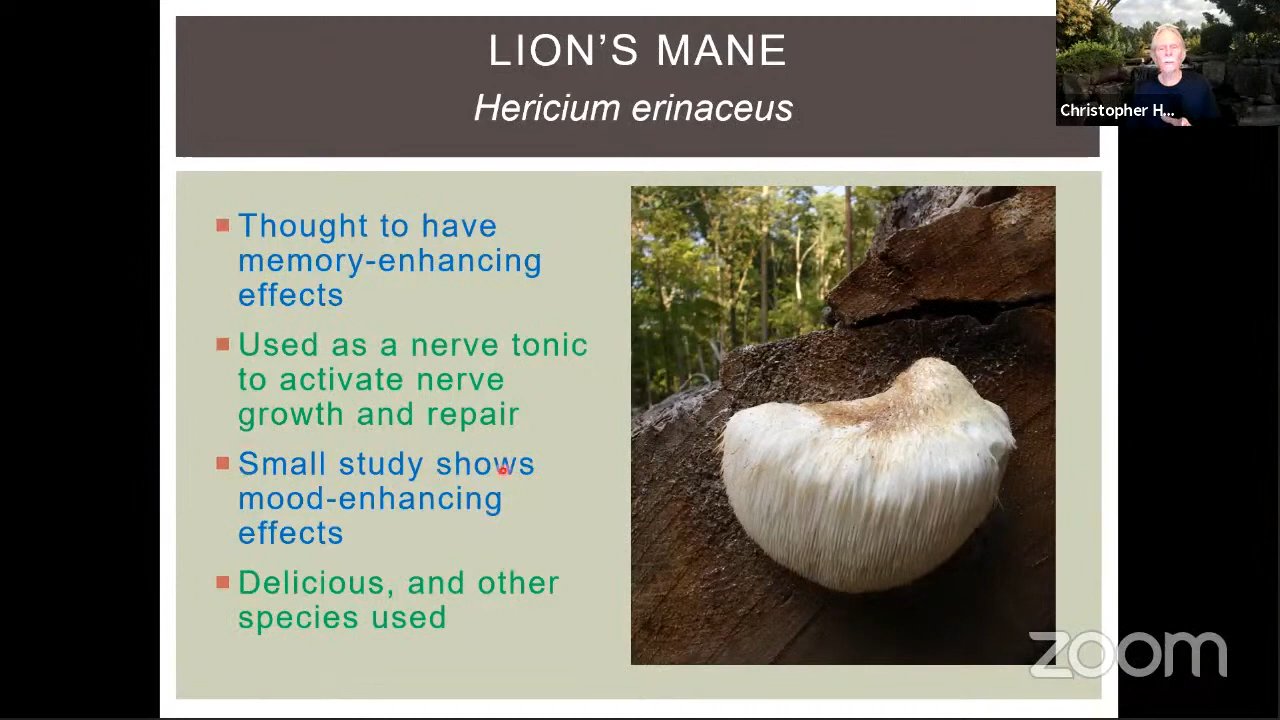 LION'S MANE
Hericium erinaceus
Christopher H...
Thought to have
memory-enhancing
effects
Used as a nerve tonic
to activate nerve
growth and repair
Small study shows
mood-enhancing
effects
Delicious, and other
species used
zoom